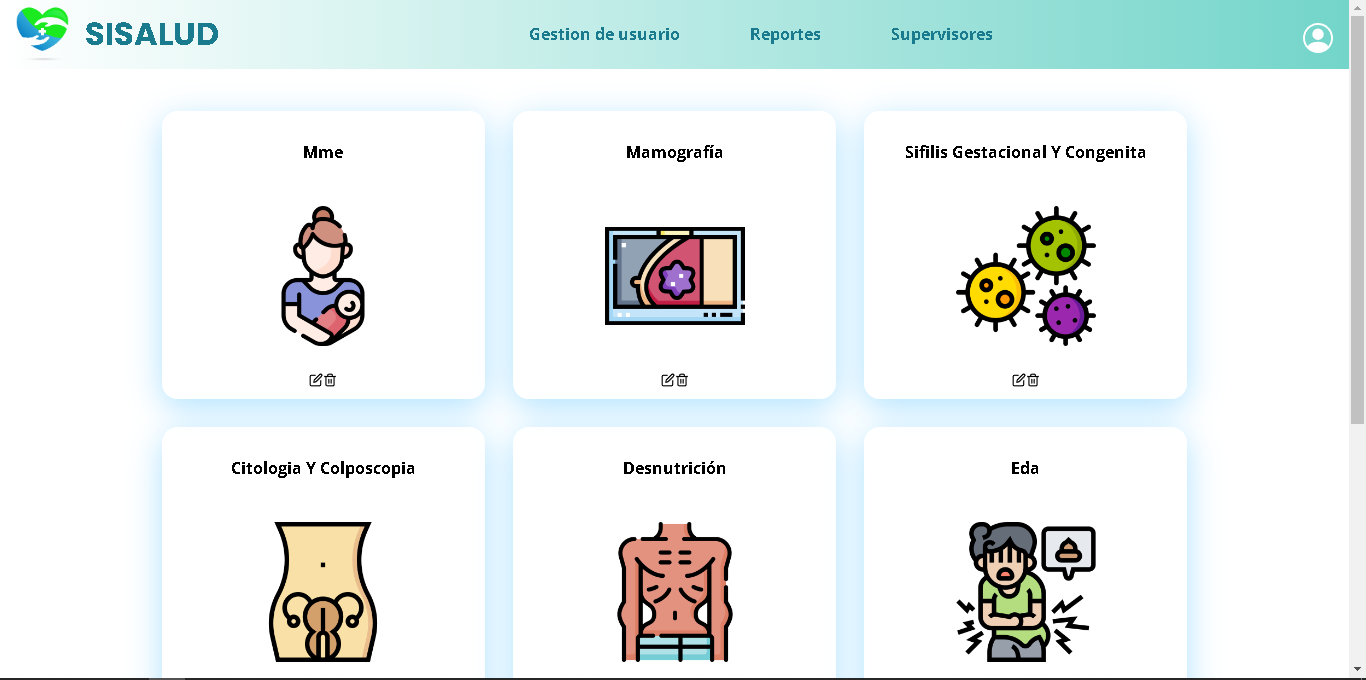 SISALUD
Gestion de usuario
Reportes
Supervisores
Mme
Mamografía
Sifilis Gestacional Y Congenita
Citologia Y Colposcopia
Desnutrición
Eda